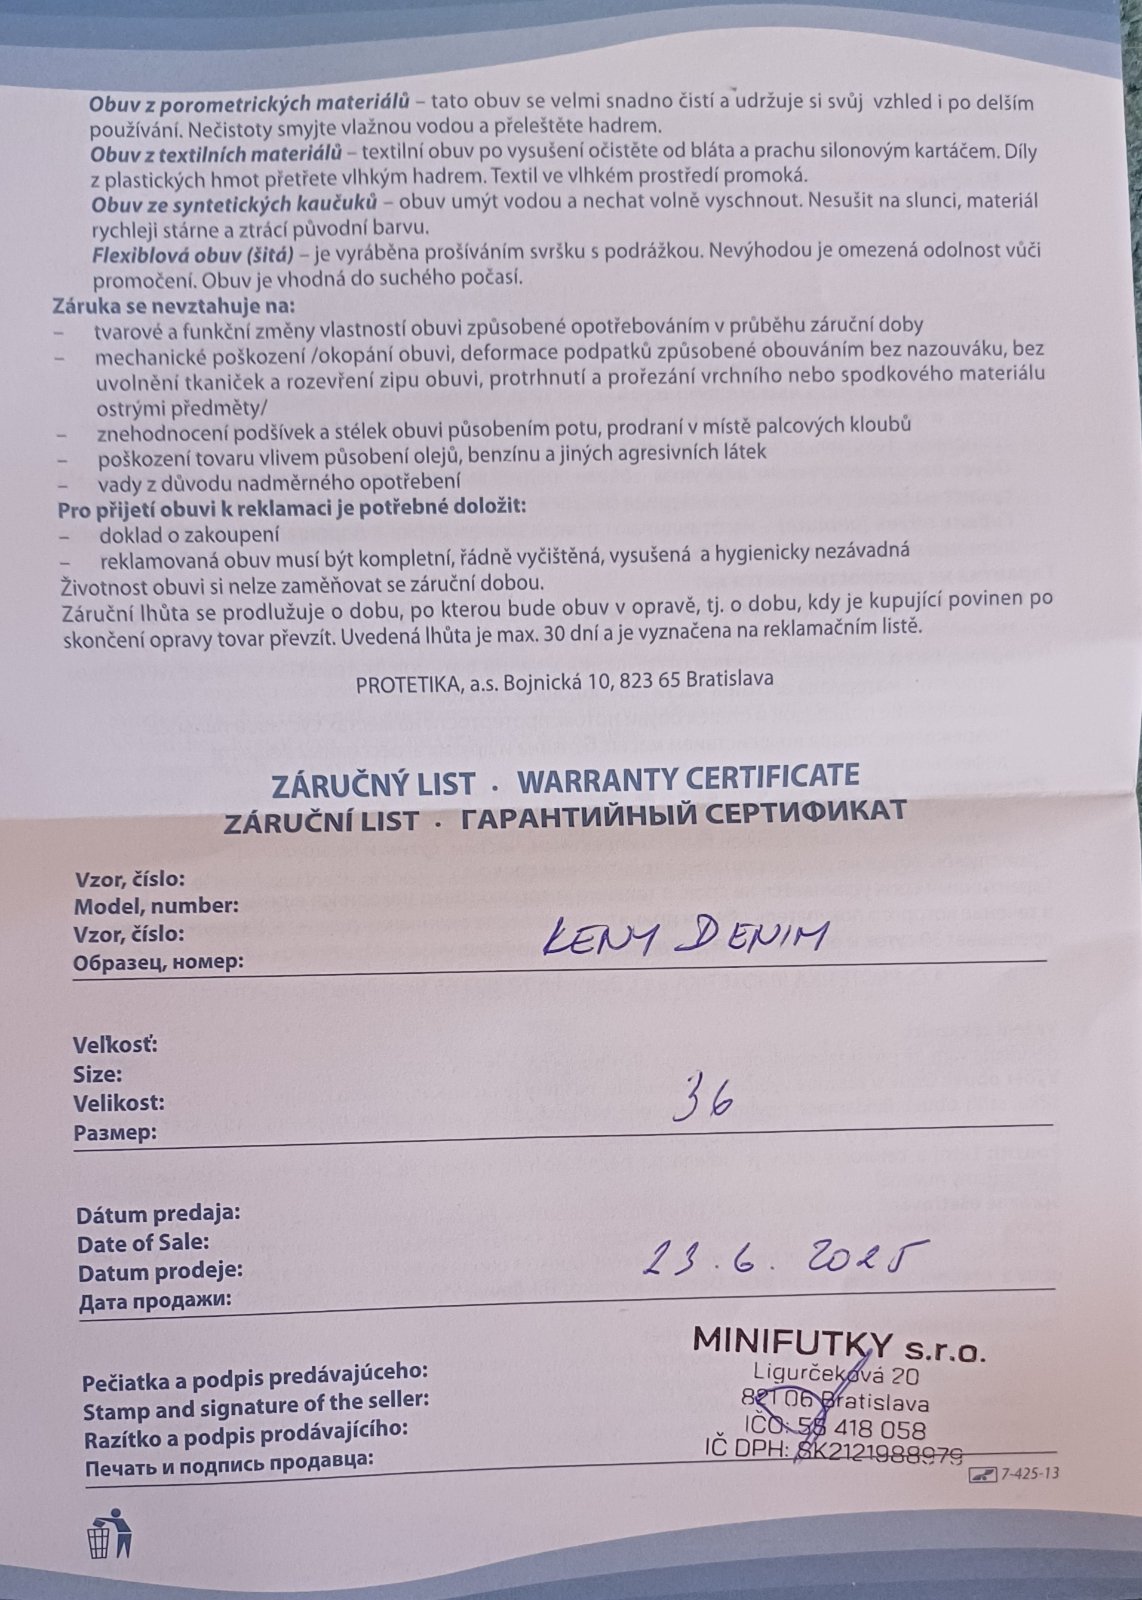 Obuv z porometrických materiálů – tato obuv se velmi snadno čistí a udržuje si svůj vzhled i po delším
používání. Nečistoty smyjte vlažnou vodou a přeleštěte hadrem.
Obuv z textilních materiálů – textilní obuv po vysušení očistěte od bláta a prachu silonovým kartáčem. Díly
z plastických hmot přetřete vlhkým hadrem. Textil ve vlhkém prostředí promoká.
Obuv ze syntetických kaučuků – obuv umýt vodou a nechat volně vyschnout. Nesušit na slunci, materiál
rychleji stárne a ztrácí původní barvu.
Flexiblová obuv (šitá) – je vyráběna prošíváním svršku s podrážkou. Nevýhodou je omezená odolnost vůči
promočení. Obuv je vhodná do suchého počasí.
Záruka se nevztahuje na:
– tvarové a funkční změny vlastností obuvi způsobené opotřebováním v průběhu záruční doby
– mechanické poškození /okopání obuvi, deformace podpatků způsobené obouváním bez nazouváku, bez
uvolnění tkaniček a rozevření zipu obuvi, protrhnutí a prořezání vrchního nebo spodkového materiálu
ostrými předměty/
– znehodnocení podšívek a stélek obuvi působením potu, prodraní v místě palcových kloubů
– poškození tovaru vlivem působení olejů, benzínu a jiných agresivních látek
– vady z důvodu nadměrného opotřebení
Pro přijetí obuvi k reklamaci je potřebné doložit:
– doklad o zakoupení
– reklamovaná obuv musí být kompletní, řádně vyčištěná, vysušená a hygienicky nezávadná
Životnost obuvi si nelze zaměňovat se záruční dobou.
Záruční lhůta se prodlužuje o dobu, po kterou bude obuv v opravě, tj. o dobu, kdy je kupující povinen po
skončení opravy tovar převzít. Uvedená lhůta je max. 30 dní a je vyznačena na reklamačním listě.
PROTETIKA, a.s. Bojnická 10, 823 65 Bratislava
ZÁRUČNÝ LIST . WARRANTY CERTIFICATE
ZÁRUČNÍ LIST . ГАРАНТИЙНЫЙ СЕРТИФИКАТ
Vzor, číslo:
Model, number:
Vzor, číslo:
Образец, номер:
KENY DENIM
Veľkosť:
Size:
Velikost:
Размер:
36
Dátum predaja:
Date of Sale:
Datum prodeje:
Дата продажи:
23.6. 2025
Pečiatka a podpis predávajúceho:
Stamp and signature of the seller:
Razítko a podpis prodávajícího:
Печать и подпись продавца:
MINIFUTKY s.r.o.
Ligurčeková 20
821 06 Bratislava
IČO: 56 418 058
IČ DPH: SK2121988979
7-425-13